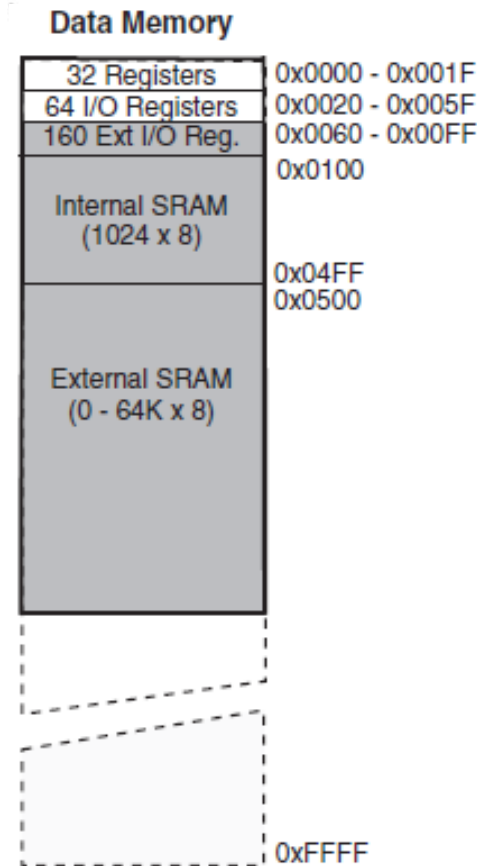 Data Memory
32 Registers 0x0000 - 0x001F
64 I/O Registers 0x0020 - 0x005F
160 Ext I/O Reg. 0x0060 - 0x00FF
0x0100
Internal SRAM
(1024 x 8)
0x04FF
0x0500
External SRAM
(0 - 64K x 8)
0xFFFF